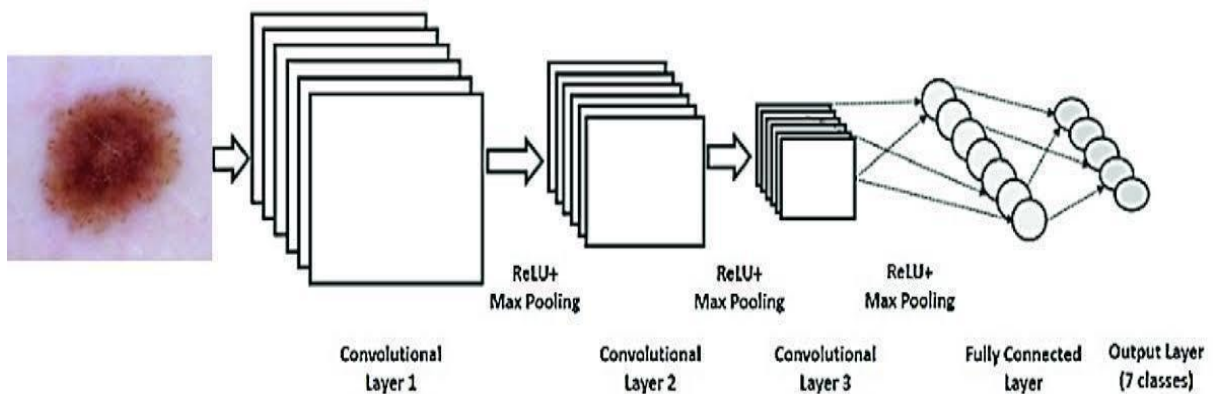 ReLU+
Max Pooling
ReLU+
Max Pooling
ReLU+
Max Pooling
Convolutional
Layer 1
Convolutional
Layer 2
Convolutional
Layer 3
Fully Connected
Layer
Output Layer
(7 classes)